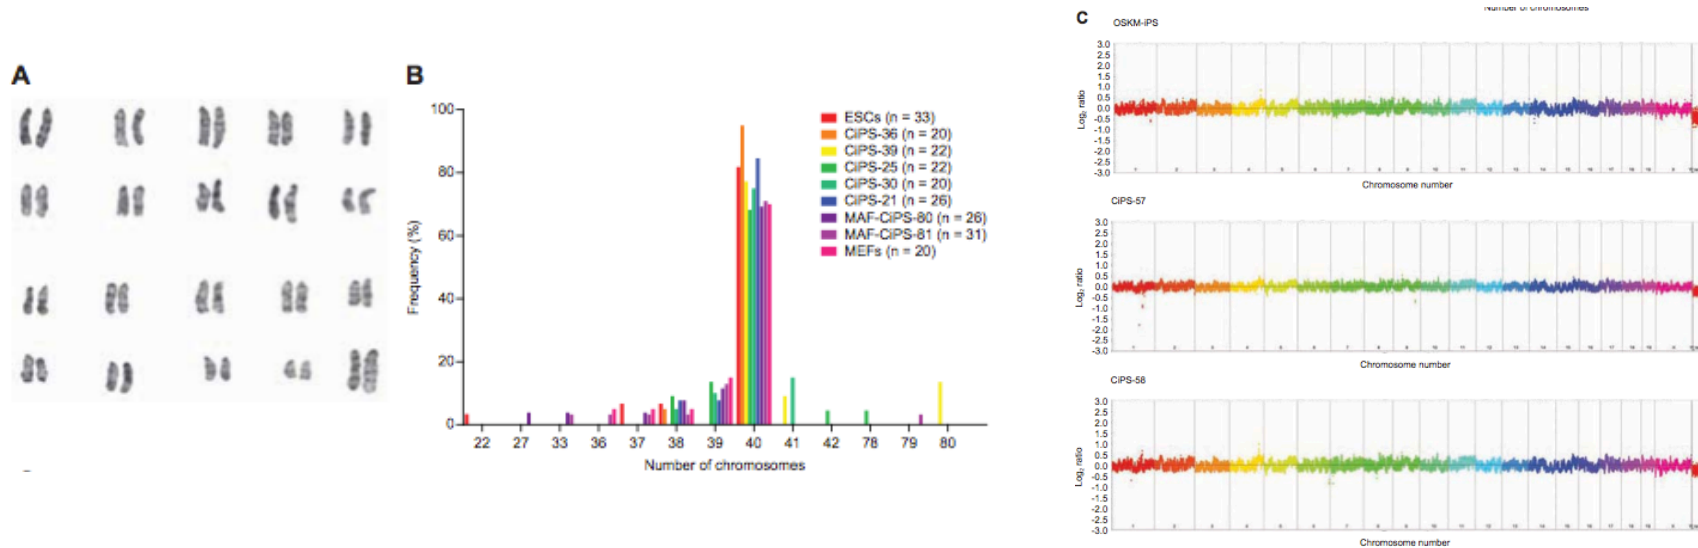 A
B
100
80
60
40
20
0
Frequency (%)
22 27 33 36 37 38 39 40 41 42 78 79 80
Number of chromosomes
ESCs (n = 33)
CiPS-36 (n = 20)
CiPS-39 (n = 22)
CiPS-25 (n = 22)
CiPS-30 (n = 20)
CiPS-21 (n = 26)
MAF-CiPS-80 (n = 26)
MAF-CiPS-81 (n = 31)
MEFs (n = 20)
Number of chromosomes
C
OSKM-iPS
3.0
2.5
2.0
1.5
1.0
0.5
0.0
-0.5
-1.0
-1.5
-2.0
-2.5
-3.0
Log2 ratio
Chromosome number
CiPS-57
3.0
2.5
2.0
1.5
1.0
0.5
0.0
-0.5
-1.0
-1.5
-2.0
-2.5
-3.0
Log2 ratio
Chromosome number
CiPS-58
3.0
2.5
2.0
1.5
1.0
0.5
0.0
-0.5
-1.0
-1.5
-2.0
-2.5
-3.0
Log2 ratio
Chromosome number